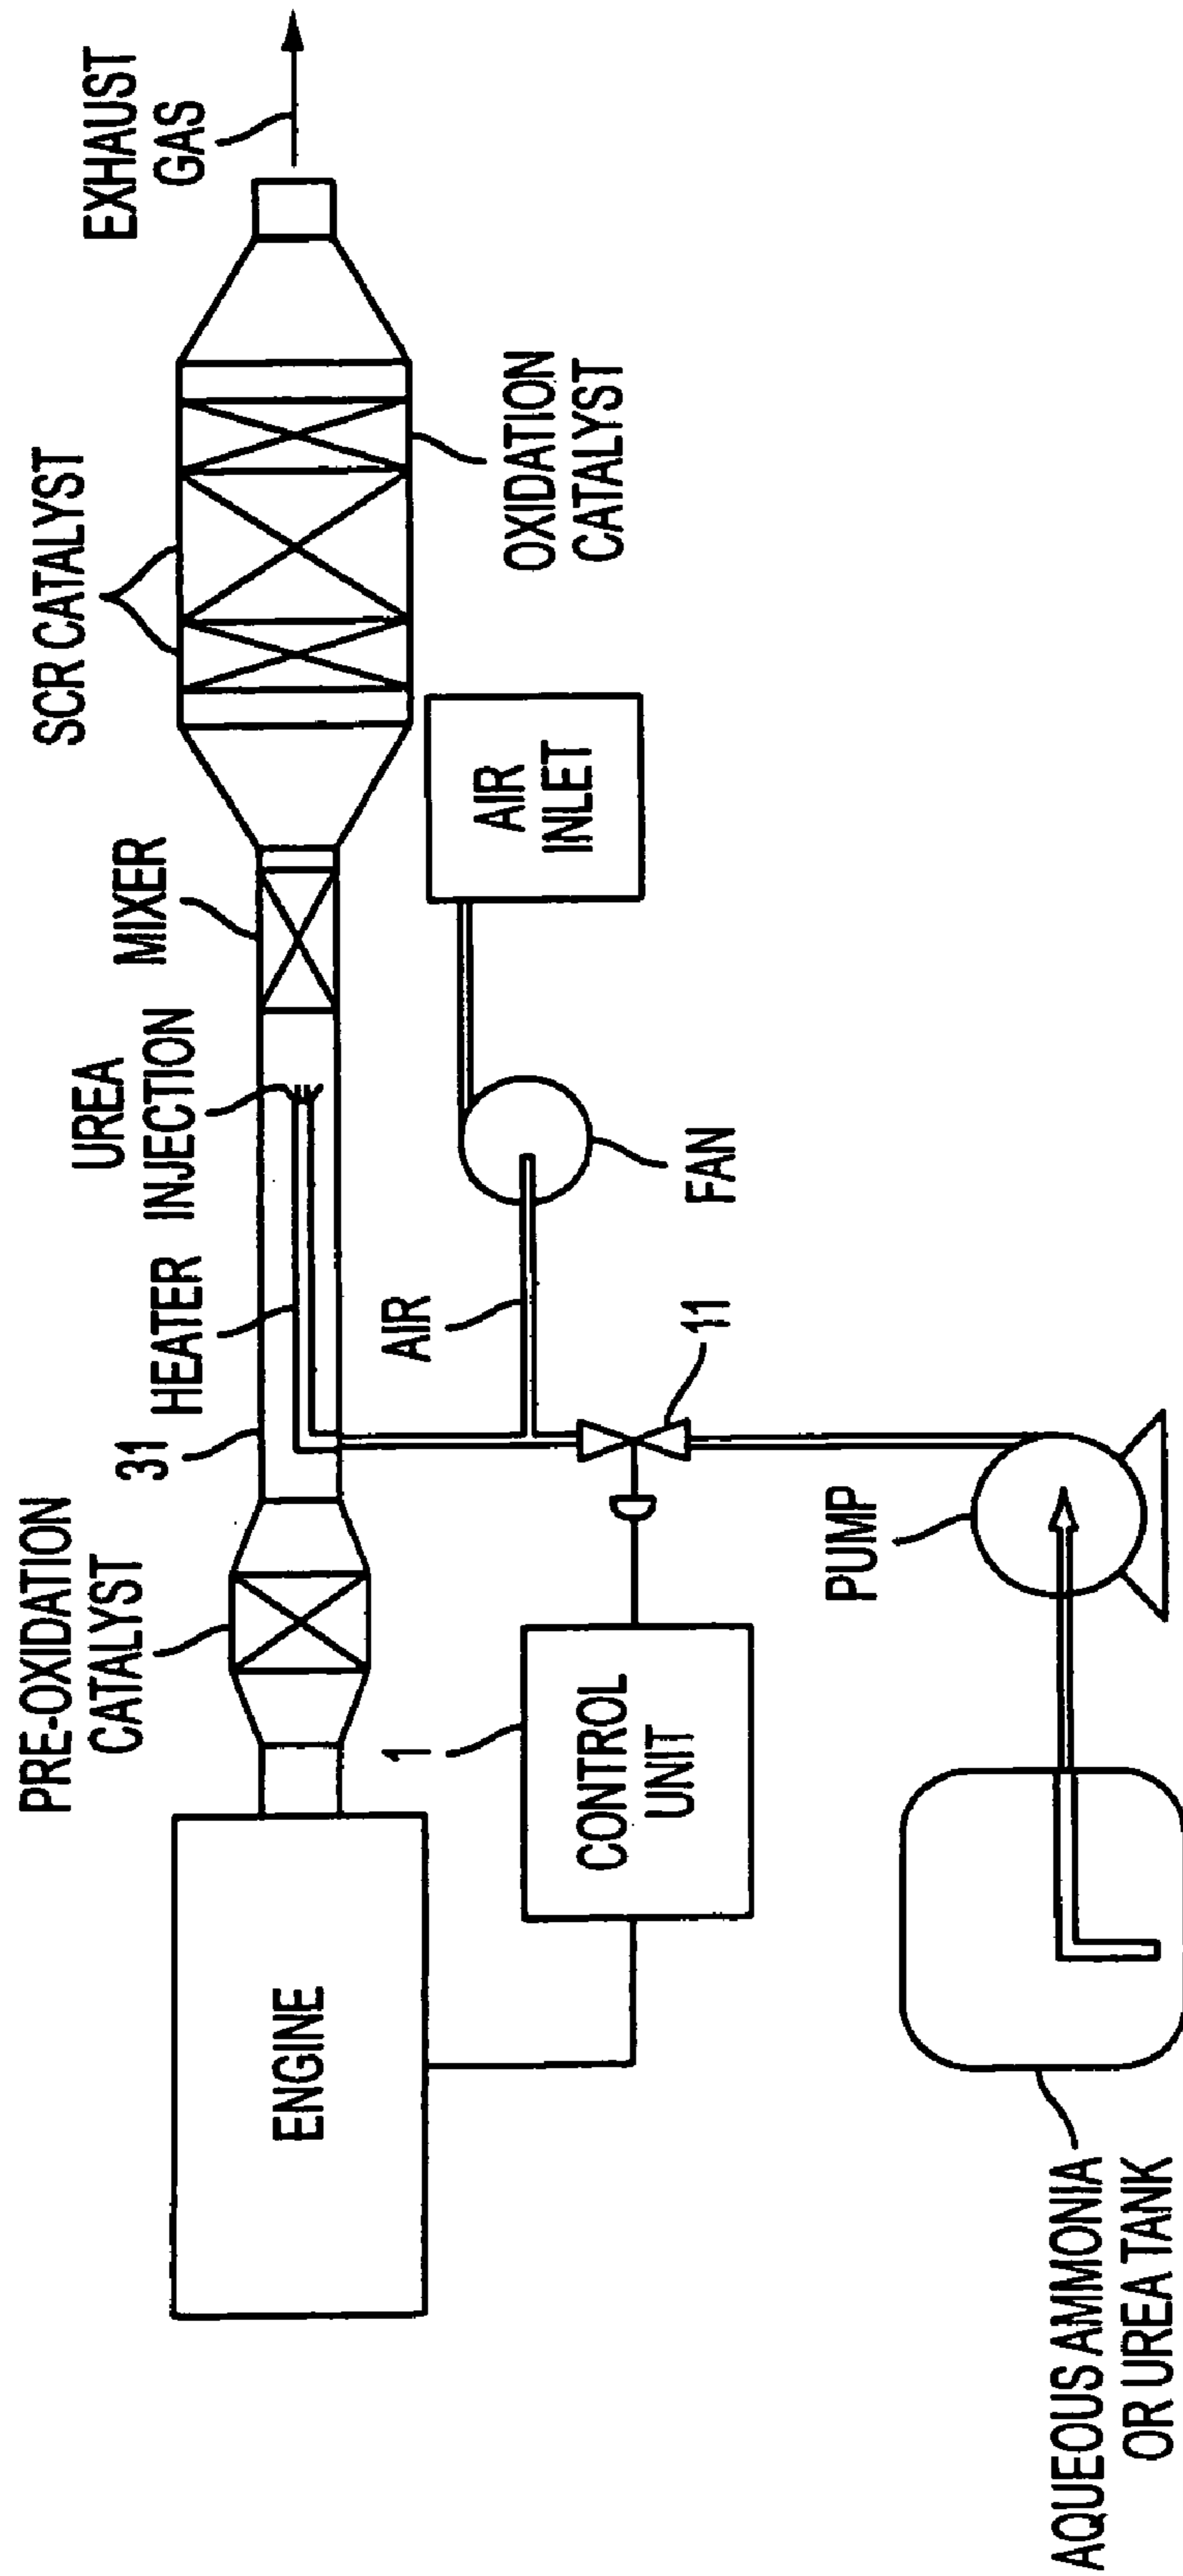 EXHAUST
GAS
SCR CATALYST
OXIDATION
CATALYST
MIXER
AIR
INLET
UREA
INJECTION
HEATER
FAN
AIR
31
11
PRE-OXIDATION
CATALYST
PUMP
1
CONTROL
UNIT
ENGINE
AQUEOUS AMMONIA
OR UREA TANK